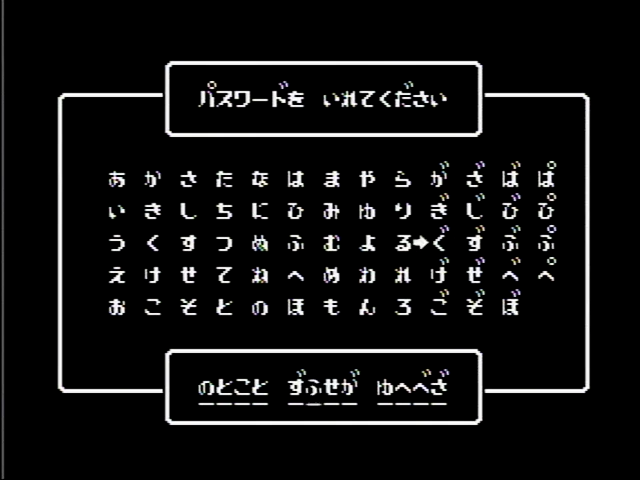 パスワードを いれてください
あ か さ た な は ま や ら が ざ ば ぱ
い き し ち に ひ み ゆ り ぎ じ び ぴ
う く す つ ぬ ふ む よ る➡ぐ ず ぶ ぷ
え け せ て ね へ め わ れ げ ぜ べ ぺ
お こ そ と の ほ も ん ろ ご ぞ ぼ
のとこと ずふせが ゆへべざ